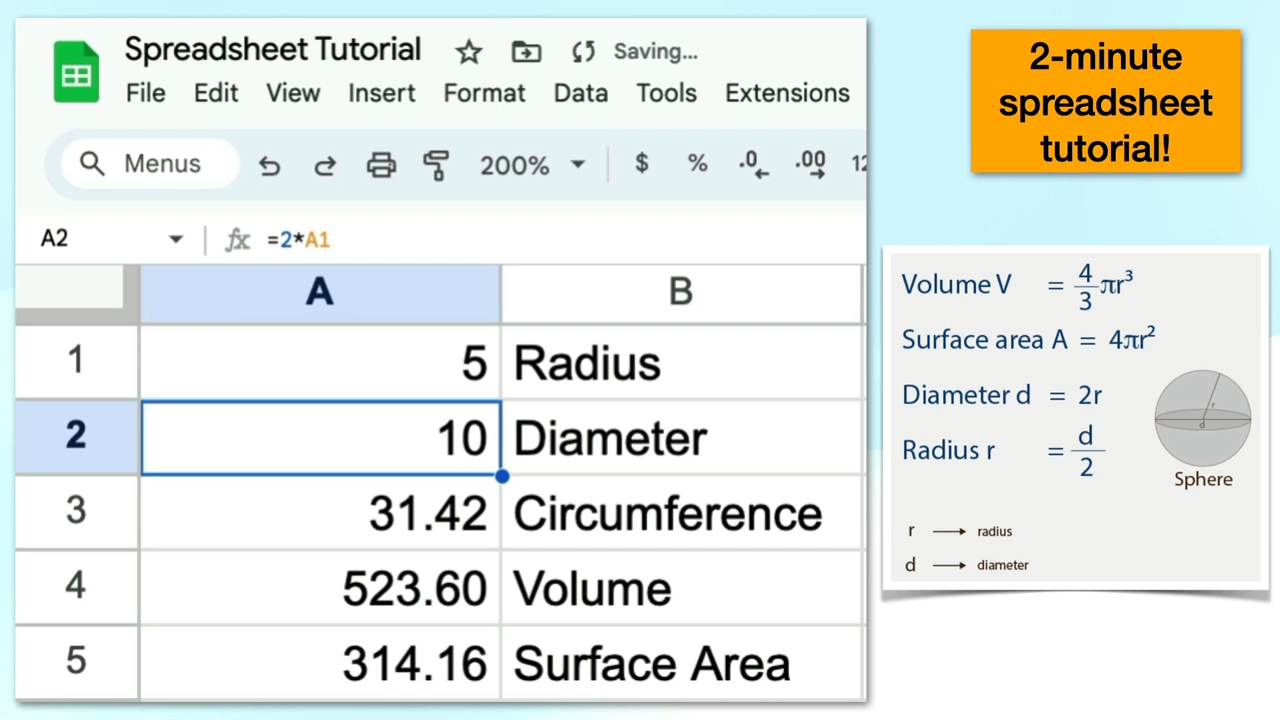 Spreadsheet Tutorial Saving...
File Edit View Insert Format Data Tools Extensions
Menus 200% $ % .0 .00 12
A2 fx =2*A1
A B
1 5 Radius
2 10 Diameter
3 31.42 Circumference
4 523.60 Volume
5 314.16 Surface Area
2-minute
spreadsheet
tutorial!
Volume V = 4/3 πr³
Surface area A = 4πr²
Diameter d = 2r
Radius r = d/2
r
d
Sphere
r → radius
d → diameter